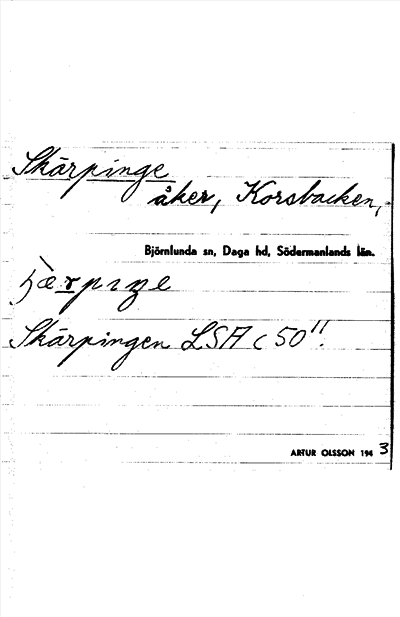 Skärpinge
åker, Korsbacken,
Björnlunda sn, Daga hd, Södermanlands län.
Skärpingen LSA c 50".
ARTUR OLSSON 194 3